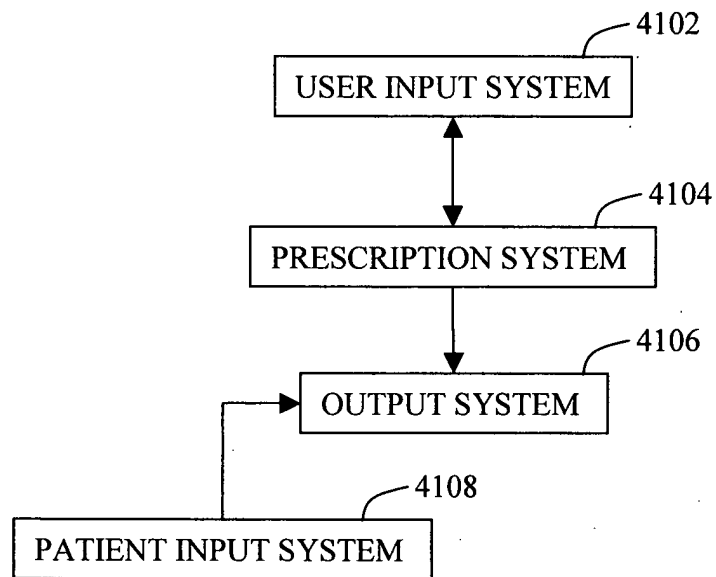 4102
USER INPUT SYSTEM
4104
PRESCRIPTION SYSTEM
4106
OUTPUT SYSTEM
4108
PATIENT INPUT SYSTEM